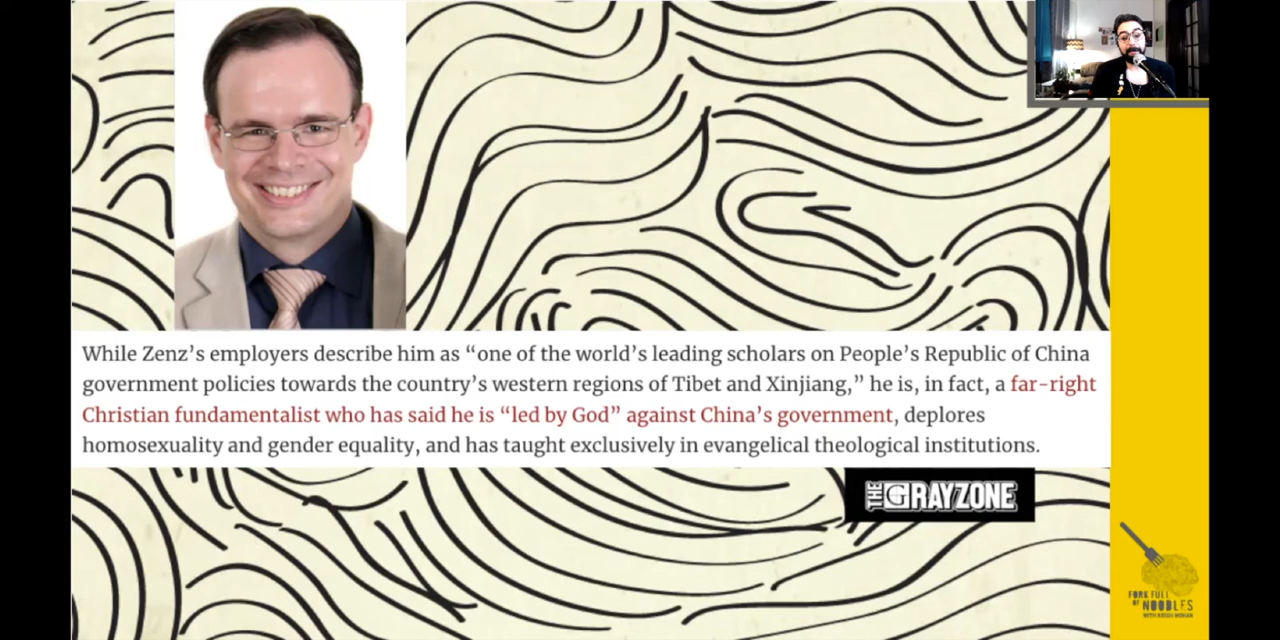 While Zenz’s employers describe him as “one of the world’s leading scholars on People’s Republic of China
government policies towards the country’s western regions of Tibet and Xinjiang,” he is, in fact, a far-right
Christian fundamentalist who has said he is “led by God” against China’s government, deplores
homosexuality and gender equality, and has taught exclusively in evangelical theological institutions.
THE GRAYZONE
FORK FULL
OF NOODLES
WITH KRISH MOHAN